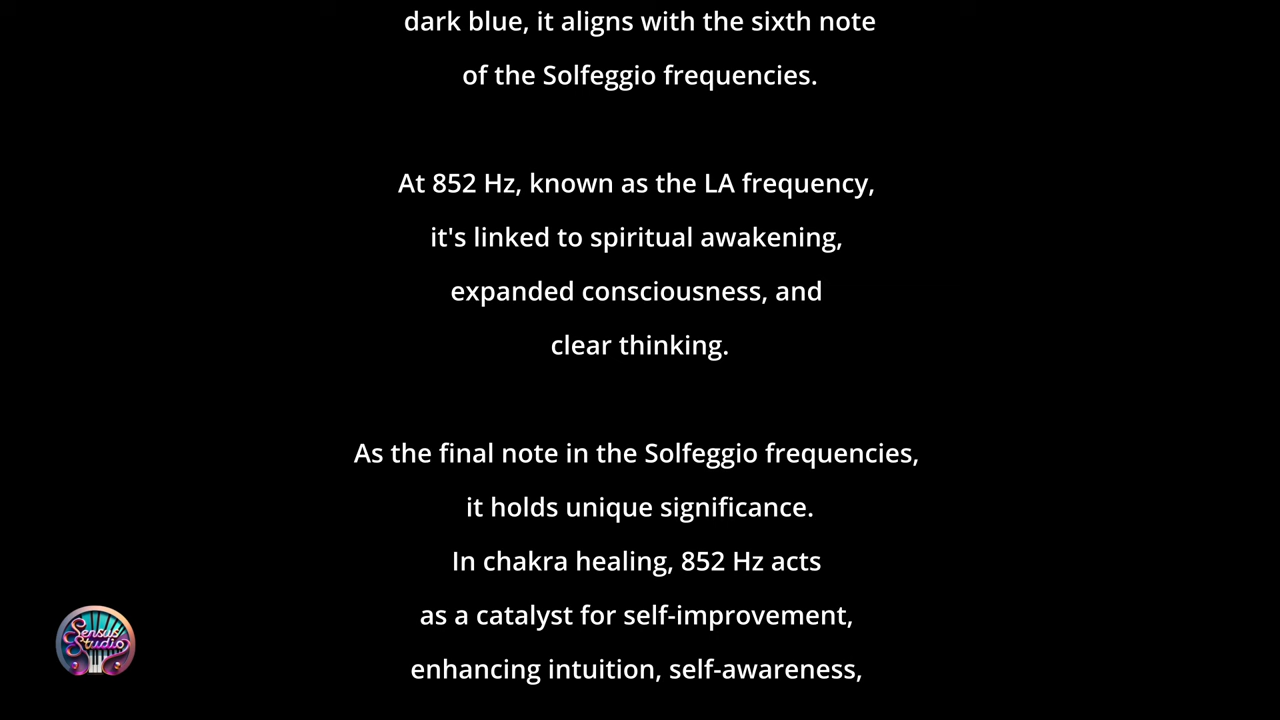 dark blue, it aligns with the sixth note
of the Solfeggio frequencies.
At 852 Hz, known as the LA frequency,
it's linked to spiritual awakening,
expanded consciousness, and
clear thinking.
As the final note in the Solfeggio frequencies,
it holds unique significance.
In chakra healing, 852 Hz acts
as a catalyst for self-improvement,
enhancing intuition, self-awareness,
Sensus
Studio